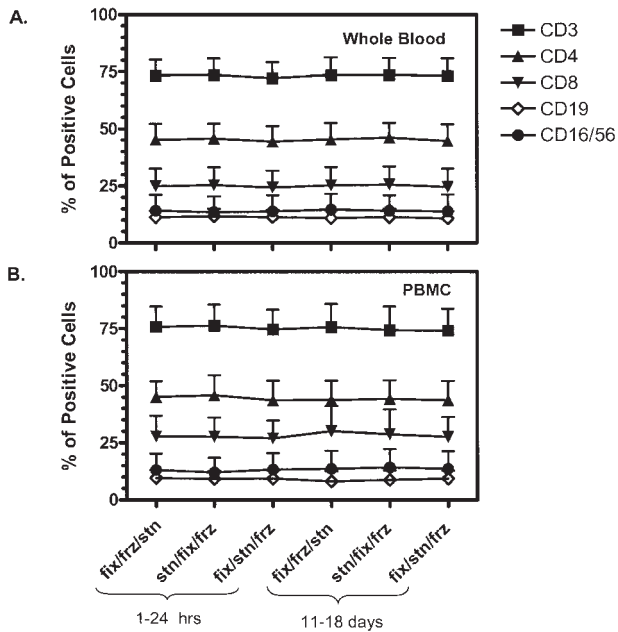 A.
100
75
50
25
0
% of Positive Cells
Whole Blood
CD3
CD4
CD8
CD19
CD16/56
B.
100
75
50
25
0
% of Positive Cells
PBMC
fix/frz/stn
stn/fix/frz
fix/stn/frz
fix/frz/stn
stn/fix/frz
fix/stn/frz
1-24 hrs
11-18 days